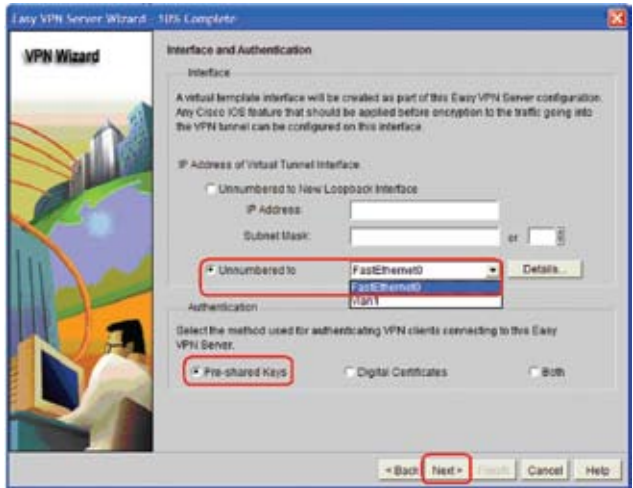 Easy VPN Server Wizard - 10% Complete
VPN Wizard
Interface and Authentication
Interface
A virtual template interface will be created as part of this Easy VPN Server configuration.
Any Cisco IOS feature that should be applied before encryption to the traffic going into
the VPN tunnel can be configured on this interface.
IP Address of Virtual Tunnel Interface
Unnumbered to New Loopback Interface
IP Address:
Subnet Mask:
or
Unnumbered to
FastEthernet0
Details...
FastEthernet0
Vlan1
Authentication
Select the method used for authenticating VPN clients connecting to this Easy
VPN Server.
Pre-shared Keys
Digital Certificates
Both
< Back
Next >
Finish
Cancel
Help